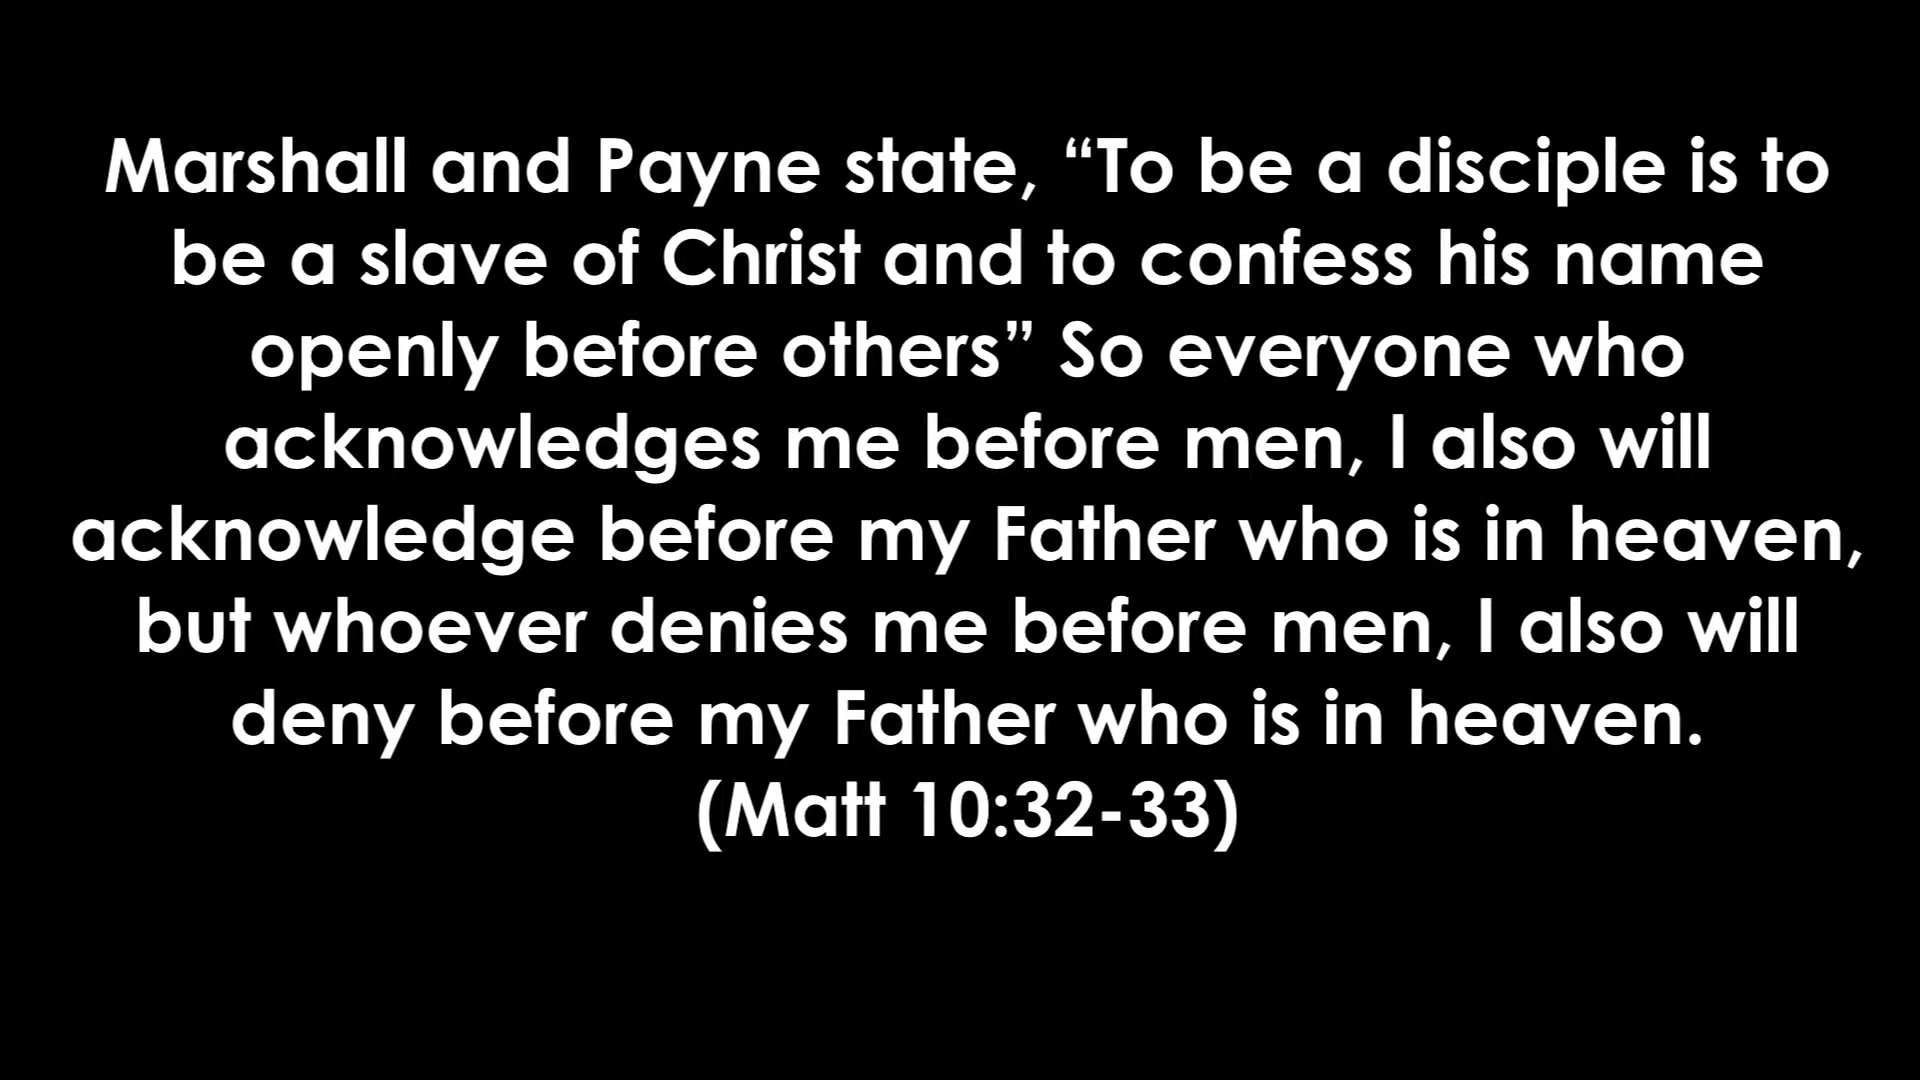 Marshall and Payne state, “To be a disciple is to
be a slave of Christ and to confess his name
openly before others” So everyone who
acknowledges me before men, I also will
acknowledge before my Father who is in heaven,
but whoever denies me before men, I also will
deny before my Father who is in heaven.
(Matt 10:32-33)